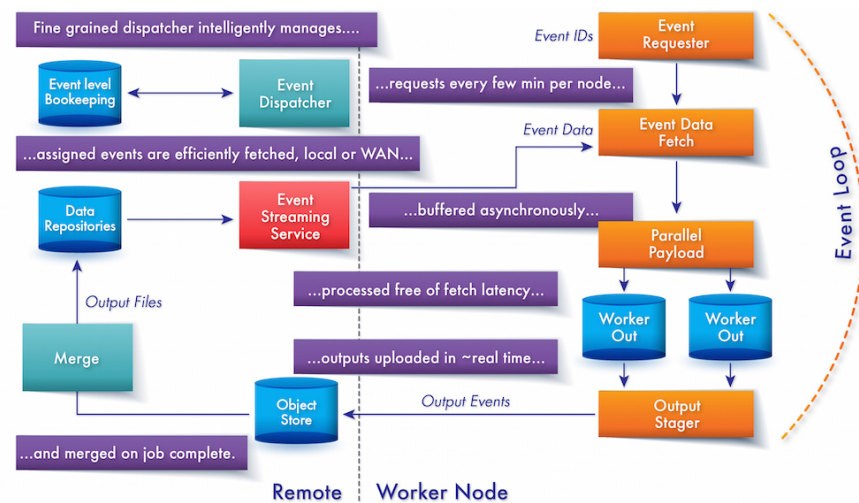 Fine grained dispatcher intelligently manages....
Event IDs
Event
Requester
Event level
Bookeeping
Event
Dispatcher
...requests every few min per node...
Event Data
Event Data
Fetch
...assigned events are efficiently fetched, local or WAN...
Data
Repositories
Event
Streaming
Service
...buffered asynchronously...
Parallel
Payload
Event Loop
...processed free of fetch latency...
Output Files
Worker
Out
Worker
Out
Merge
...outputs uploaded in ~real time...
Object
Store
Output Events
Output
Stager
...and merged on job complete.
Remote
Worker Node